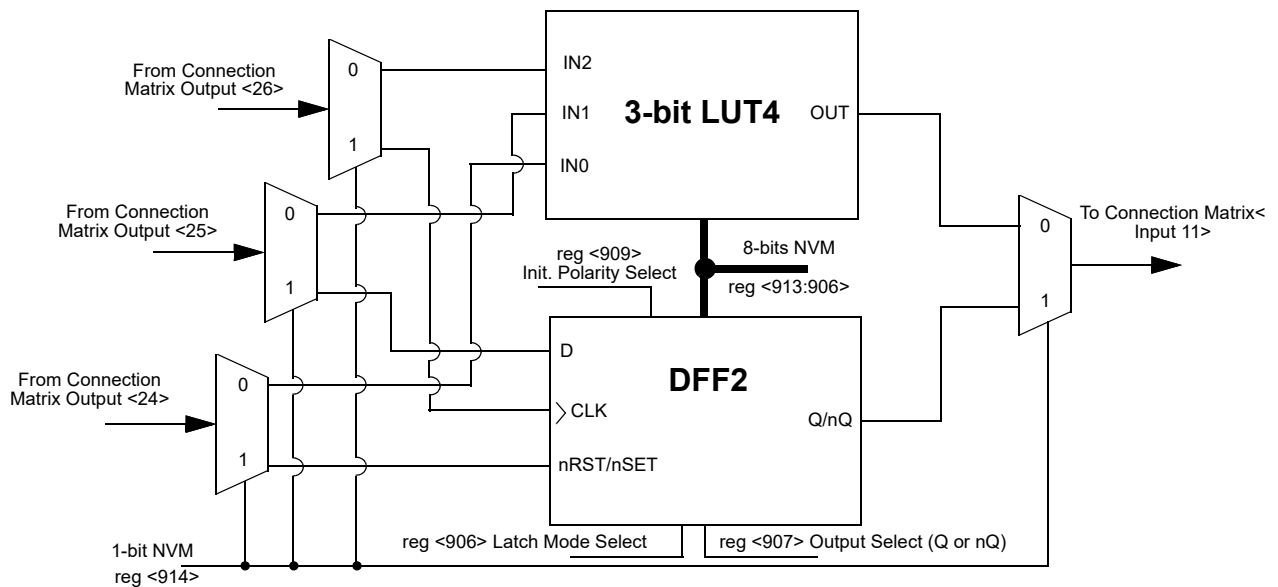 From Connection
Matrix Output <26>
0
1
IN2
IN1
IN0
3-bit LUT4
OUT
From Connection
Matrix Output <25>
0
1
To Connection Matrix<
Input 11>
0
1
8-bits NVM
reg <913:906>
reg <909>
Init. Polarity Select
From Connection
Matrix Output <24>
0
1
D
CLK
nRST/nSET
DFF2
Q/nQ
reg <906> Latch Mode Select
reg <907> Output Select (Q or nQ)
1-bit NVM
reg <914>